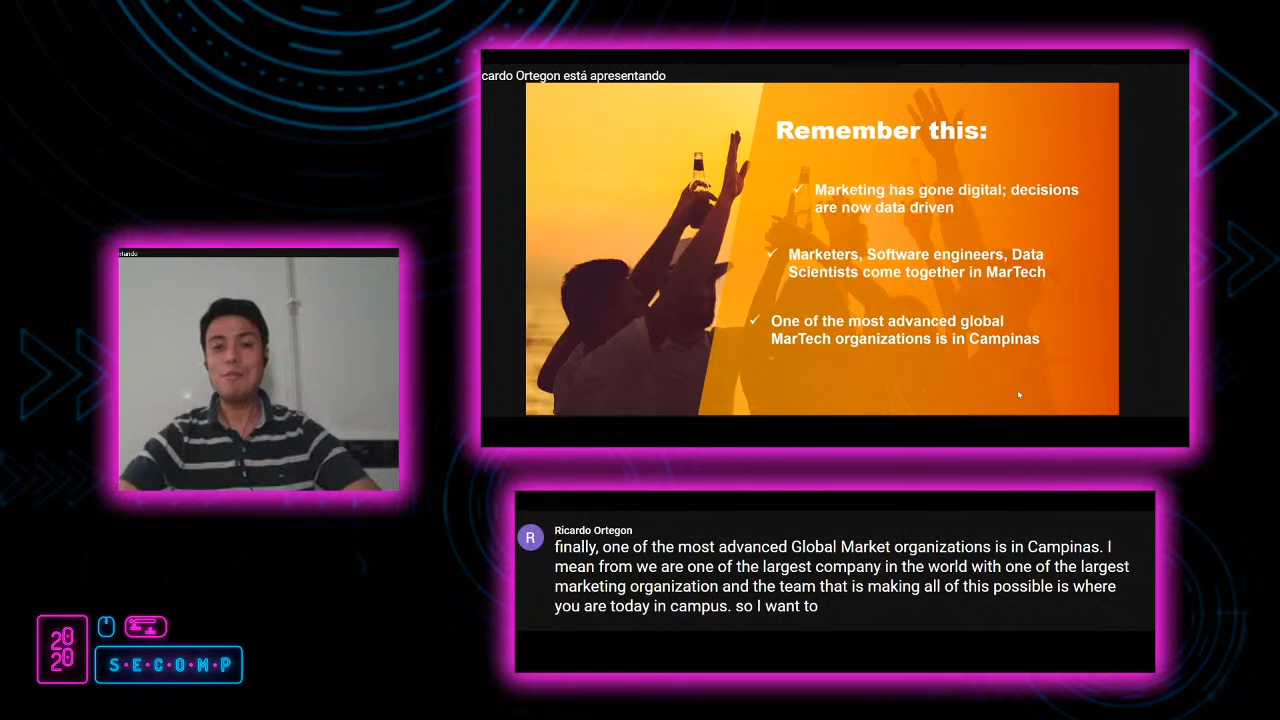 cardo Ortegon está apresentando
Remember this:
✓ Marketing has gone digital; decisions
are now data driven
✓ Marketers, Software engineers, Data
Scientists come together in MarTech
✓ One of the most advanced global
MarTech organizations is in Campinas
ntando
R
Ricardo Ortegon
finally, one of the most advanced Global Market organizations is in Campinas. I
mean from we are one of the largest company in the world with one of the largest
marketing organization and the team that is making all of this possible is where
you are today in campus. so I want to
20
20
S·E·C·O·M·P